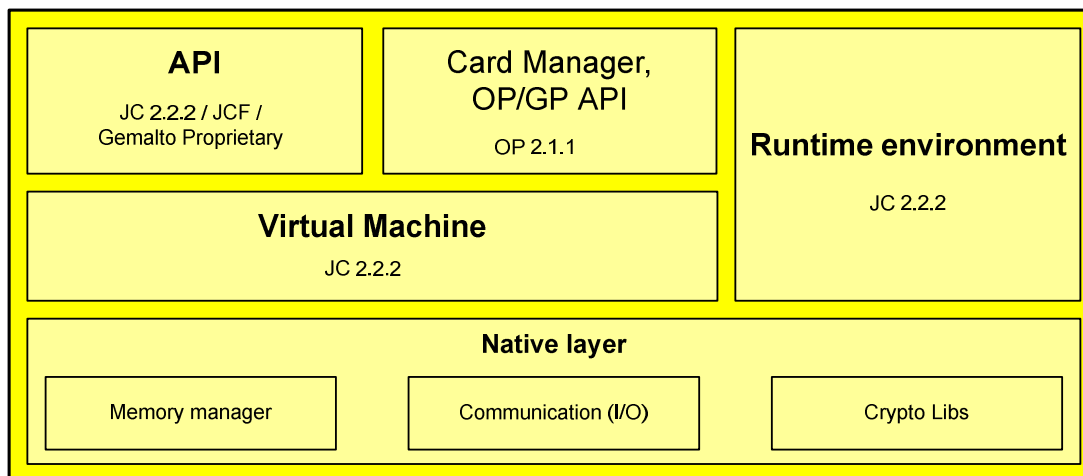 API
JC 2.2.2 / JCF /
Gemalto Proprietary
Card Manager,
OP/GP API
OP 2.1.1
Runtime environment
JC 2.2.2
Virtual Machine
JC 2.2.2
Native layer
Memory manager
Communication (I/O)
Crypto Libs